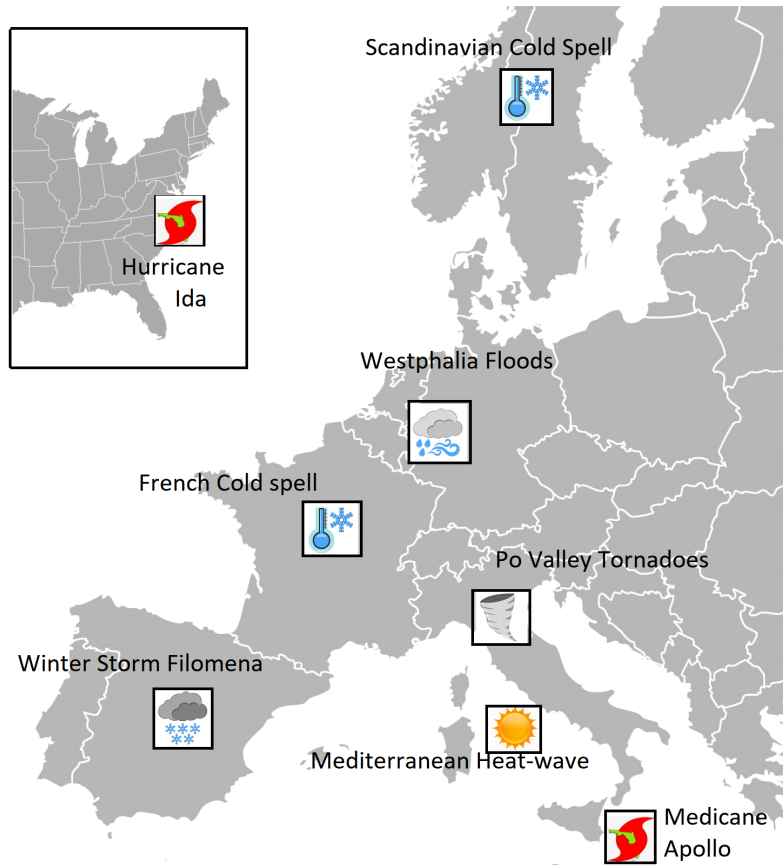 Scandinavian Cold Spell
Hurricane
Ida
Westphalia Floods
French Cold spell
Po Valley Tornadoes
Winter Storm Filomena
Mediterranean Heat-wave
Medicane
Apollo